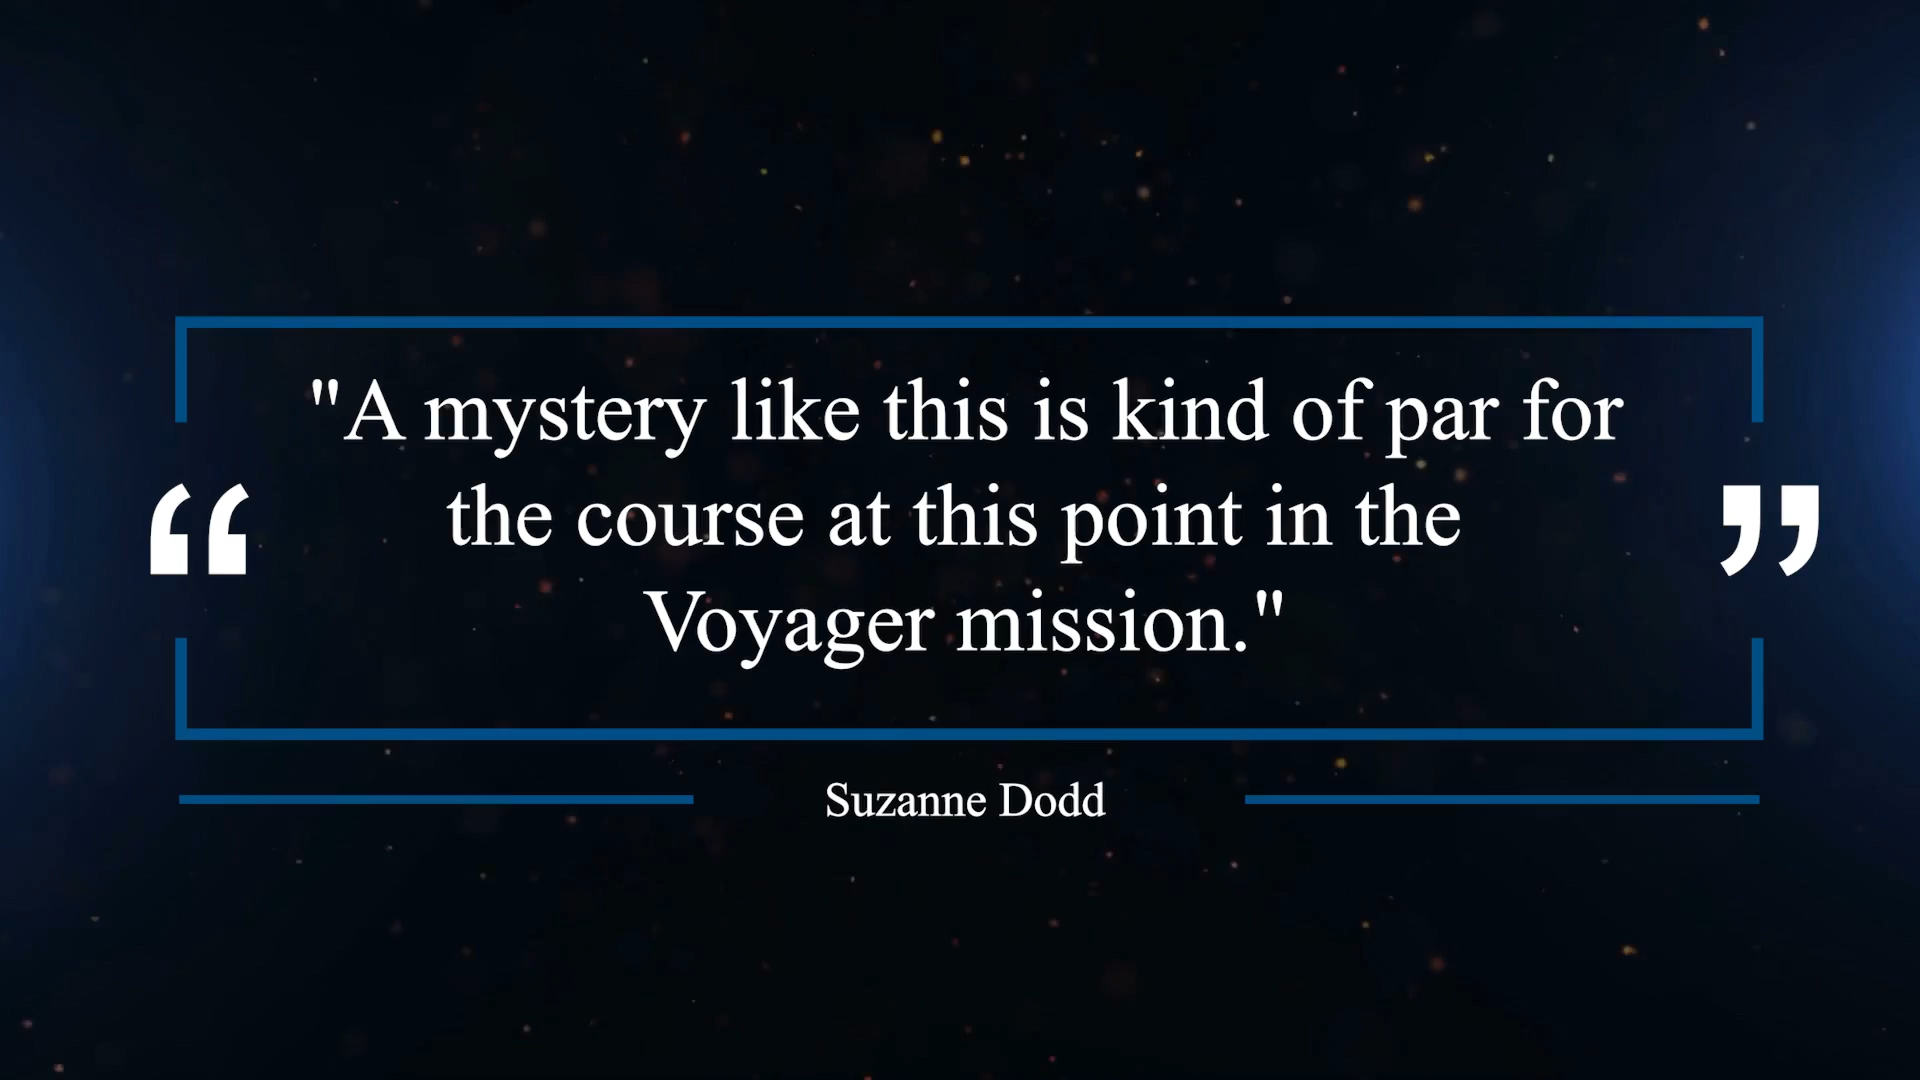 "A mystery like this is kind of par for
the course at this point in the
Voyager mission."
Suzanne Dodd